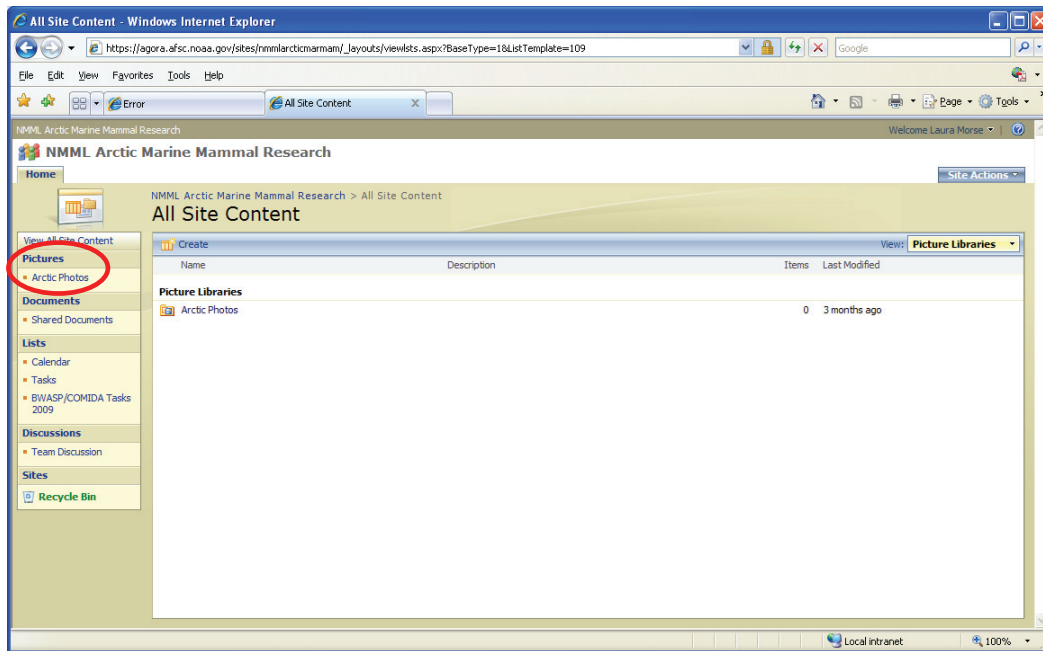 All Site Content - Windows Internet Explorer
https://agora.afsc.noaa.gov/sites/nmmlarcticmarmam/_layouts/viewlsts.aspx?BaseType=1&ListTemplate=109
Google
File Edit View Favorites Tools Help
Error
All Site Content
Page
Tools
NMML Arctic Marine Mammal Research
Welcome Laura Morse
NMML Arctic Marine Mammal Research
Home
Site Actions
NMML Arctic Marine Mammal Research > All Site Content
All Site Content
View All Site Content
Create
View: Picture Libraries
Pictures
Name Description Items Last Modified
Arctic Photos
Picture Libraries
Arctic Photos 0 3 months ago
Documents
Shared Documents
Lists
Calendar
Tasks
BWASP/COMIDA Tasks
2009
Discussions
Team Discussion
Sites
Recycle Bin
Local intranet
100%